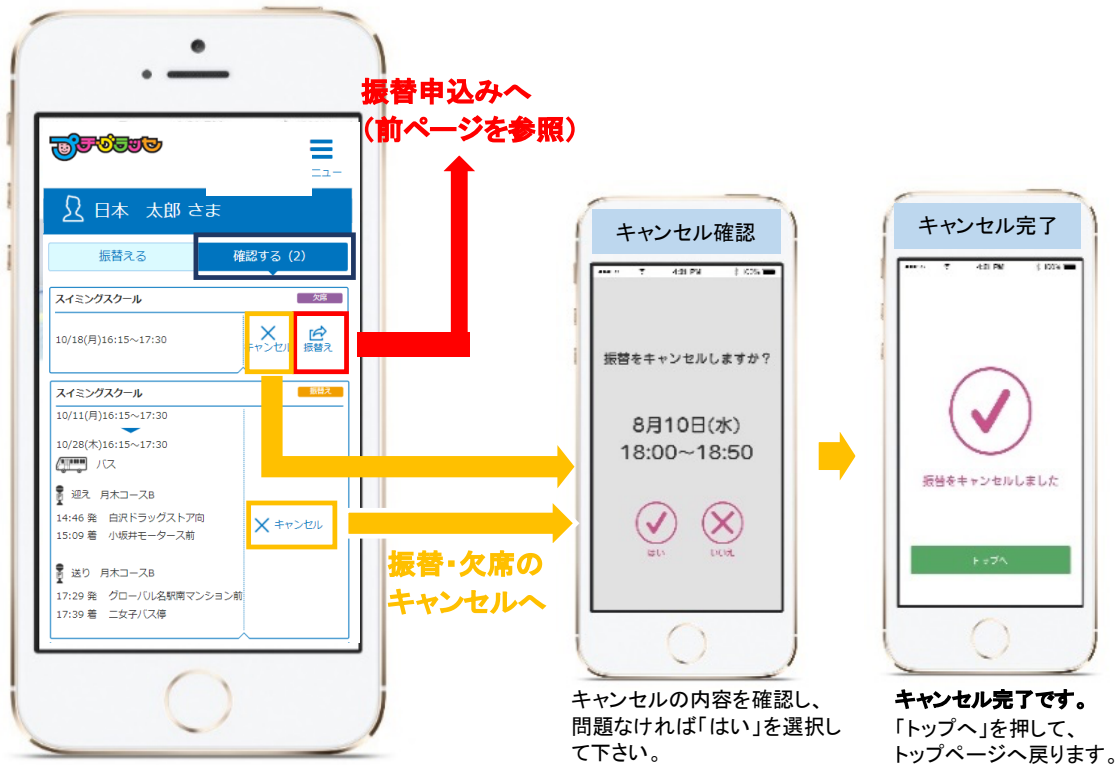 振替申込みへ
(前ページを参照)
プチグラッセ
ニュー
日本　太郎 さま
振替える
確認する (2)
スイミングスクール
欠席
10/18(月)16:15～17:30
キャンセル
振替え
スイミングスクール
振替え
10/11(月)16:15～17:30
10/28(木)16:15～17:30
バス
迎え 月木コースB
14:46 発 白沢ドラッグストア向
15:09 着 小坂井モータース前
キャンセル
送り 月木コースB
17:29 発 グローバル名駅南マンション前
17:39 着 二女子バス停
振替・欠席の
キャンセルへ
キャンセル確認
4:21 PM
100%
振替をキャンセルしますか？
8月10日(水)
18:00～18:50
はい
いいえ
キャンセルの内容を確認し、
問題なければ「はい」を選択し
て下さい。
キャンセル完了
4:21 PM
100%
振替をキャンセルしました
トップへ
キャンセル完了です。
「トップへ」を押して、
トップページへ戻ります。